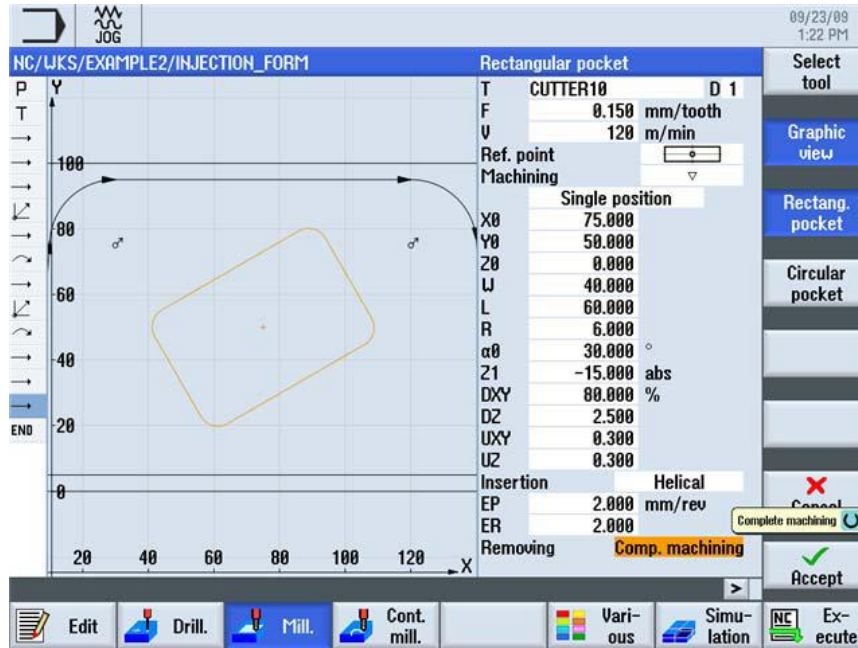 JOG
09/23/09
1:22 PM
NC/WKS/EXAMPLE2/INJECTION_FORM
Rectangular pocket
Select tool
P
T
END
Y
100
80
60
40
20
0
20 40 60 80 100 120 X
T CUTTER10 D 1
F 0.150 mm/tooth
V 120 m/min
Ref. point
Machining ▽
Single position
X0 75.000
Y0 50.000
Z0 0.000
W 40.000
L 60.000
R 6.000
α0 30.000 °
Z1 -15.000 abs
DXY 80.000 %
DZ 2.500
UXY 0.300
UZ 0.300
Insertion Helical
EP 2.000 mm/rev
ER 2.000
Removing Comp. machining
Graphic view
Rectang. pocket
Circular pocket
Cancel
Complete machining
Accept
>
Edit
Drill.
Mill.
Cont. mill.
Vari- ous
Simu- lation
NC Ex- ecute